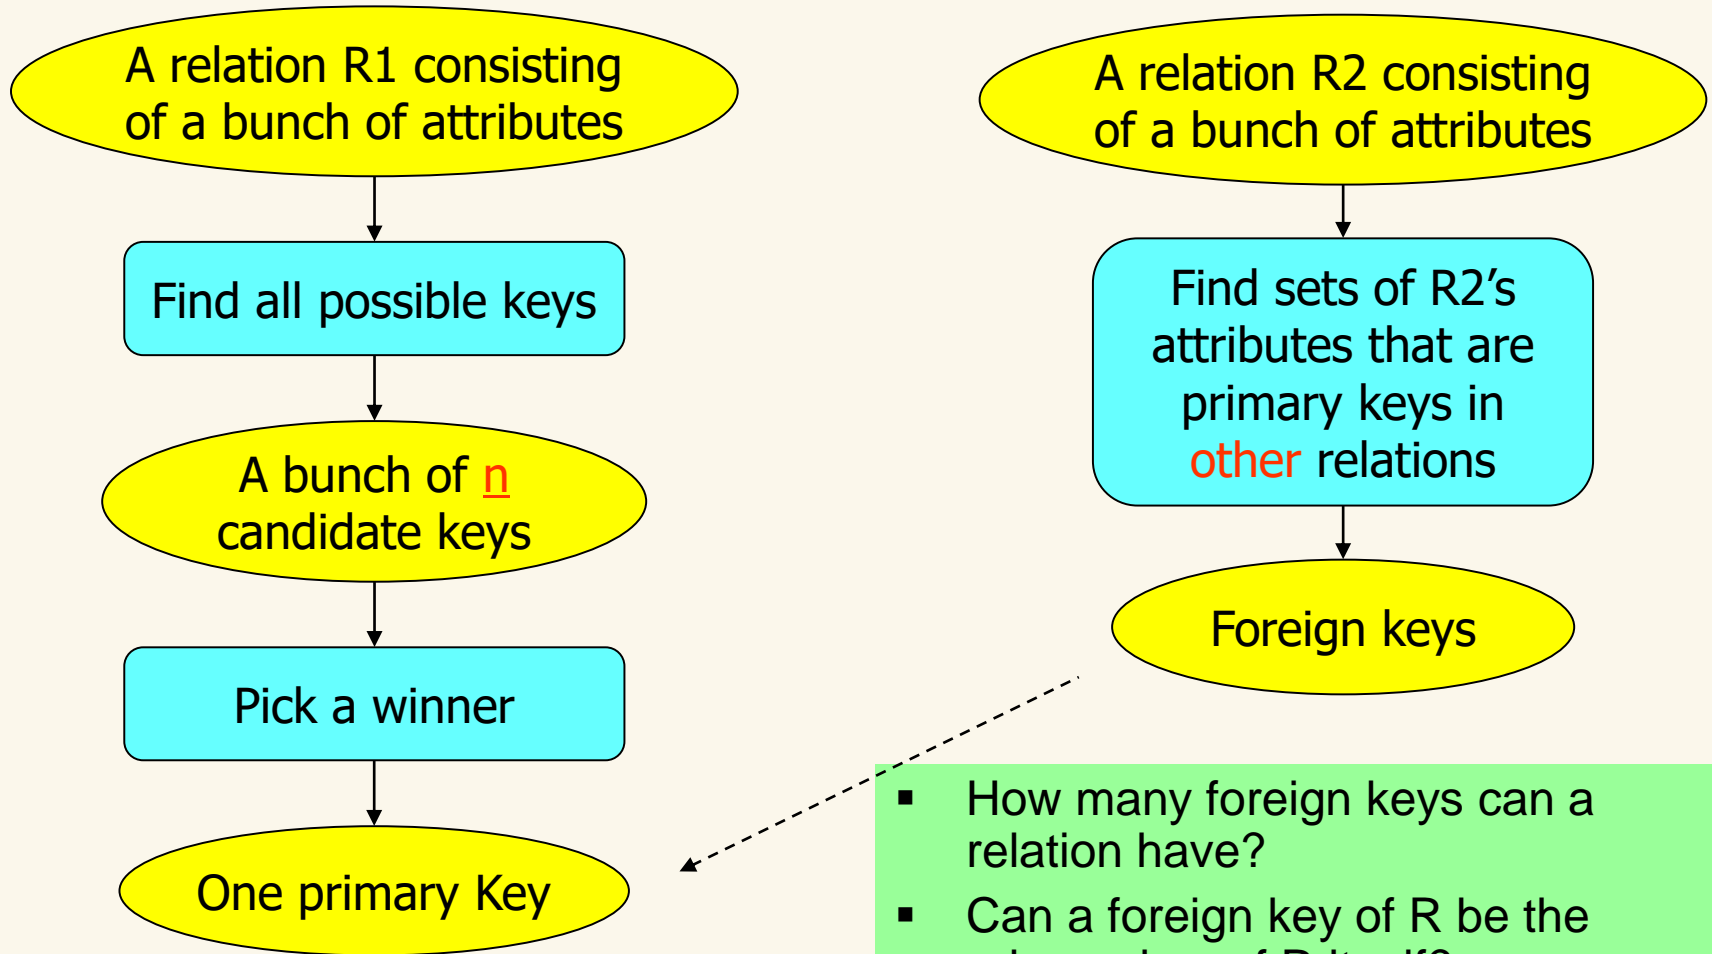 A relation R1 consisting
of a bunch of attributes
Find all possible keys
A bunch of n
candidate keys
Pick a winner
One primary Key
A relation R2 consisting
of a bunch of attributes
Find sets of R2’s
attributes that are
primary keys in
other relations
Foreign keys
▪ How many foreign keys can a
relation have?
▪ Can a foreign key of R be the